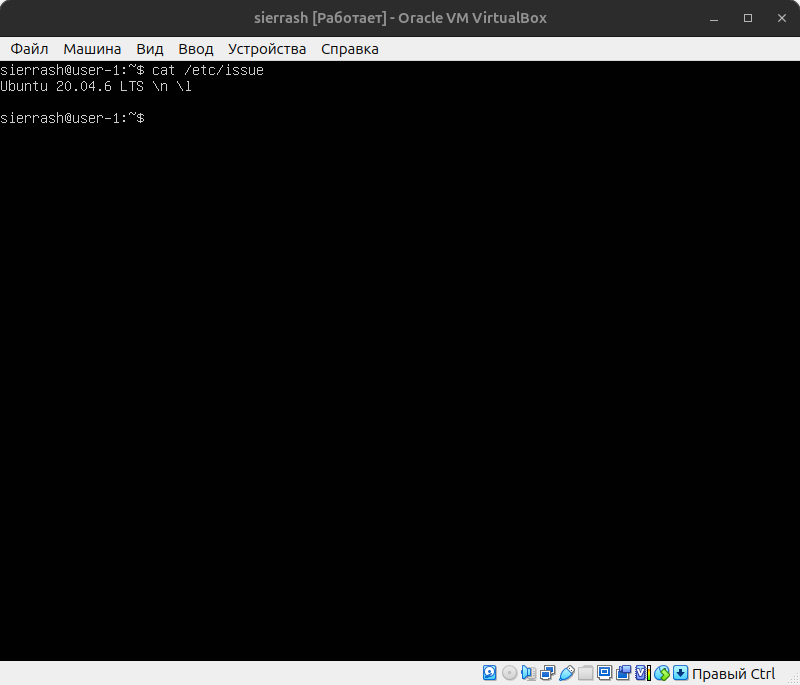 sierrash [Работает] - Oracle VM VirtualBox
Файл Машина Вид Ввод Устройства Справка
sierrash@user-1:~$ cat /etc/issue
Ubuntu 20.04.6 LTS \n \l
sierrash@user-1:~$
Правый Ctrl